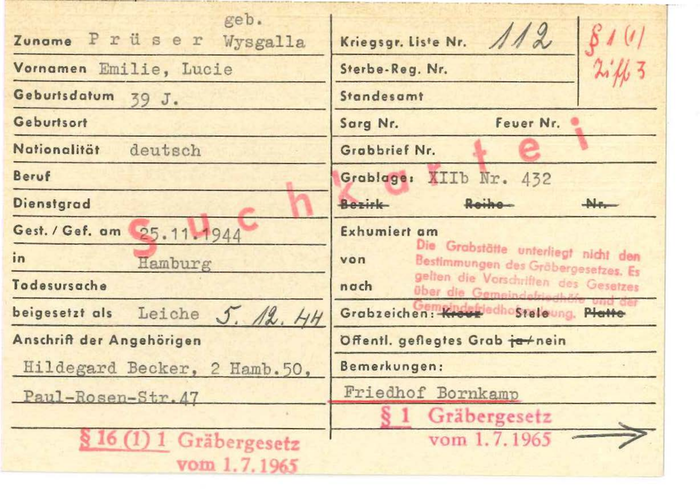 geb.
Zuname Prüser Wysgalla
Vornamen Emilie, Lucie
Geburtsdatum 39 J.
Geburtsort
Nationalität deutsch
Beruf
Dienstgrad
Gest. / Gef. am 25.11.1944
in Hamburg
Todesursache
beigesetzt als Leiche 5. 12. 44
Anschrift der Angehörigen
Hildegard Becker, 2 Hamb.50,
Paul-Rosen-Str.47
§ 16 (1) 1 Gräbergesetz
vom 1.7.1965
Suchkartei
Kriegsgr. Liste Nr. 112
§ 1 (1)
Ziff 3
Sterbe-Reg. Nr.
Standesamt
Sarg Nr. Feuer Nr.
Grabbrief Nr.
Grablage: XIIb Nr. 432
Bezirk Reihe Nr.
Exhumiert am
von
nach
Die Grabstätte unterliegt nicht den
Bestimmungen des Gräbergesetzes. Es
gelten die Vorschriften des Gesetzes
über die Gemeindefriedhöfe und der
Gemeindefriedhofsordnung.
Grabzeichen: Kreuz Stele Platte
Öffentl. gepflegtes Grab ja/nein
Bemerkungen:
Friedhof Bornkamp
§ 1 Gräbergesetz
vom 1.7.1965